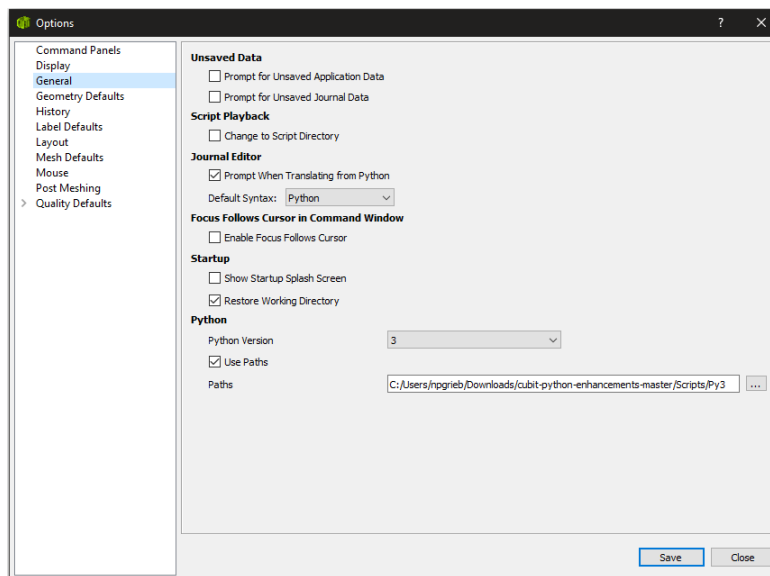 Options
?
Command Panels
Display
General
Geometry Defaults
History
Label Defaults
Layout
Mesh Defaults
Mouse
Post Meshing
Quality Defaults
Unsaved Data
Prompt for Unsaved Application Data
Prompt for Unsaved Journal Data
Script Playback
Change to Script Directory
Journal Editor
Prompt When Translating from Python
Default Syntax: Python
Focus Follows Cursor in Command Window
Enable Focus Follows Cursor
Startup
Show Startup Splash Screen
Restore Working Directory
Python
Python Version 3
Use Paths
Paths C:/Users/npgrieb/Downloads/cubit-python-enhancements-master/Scripts/Py3 ...
Save Close